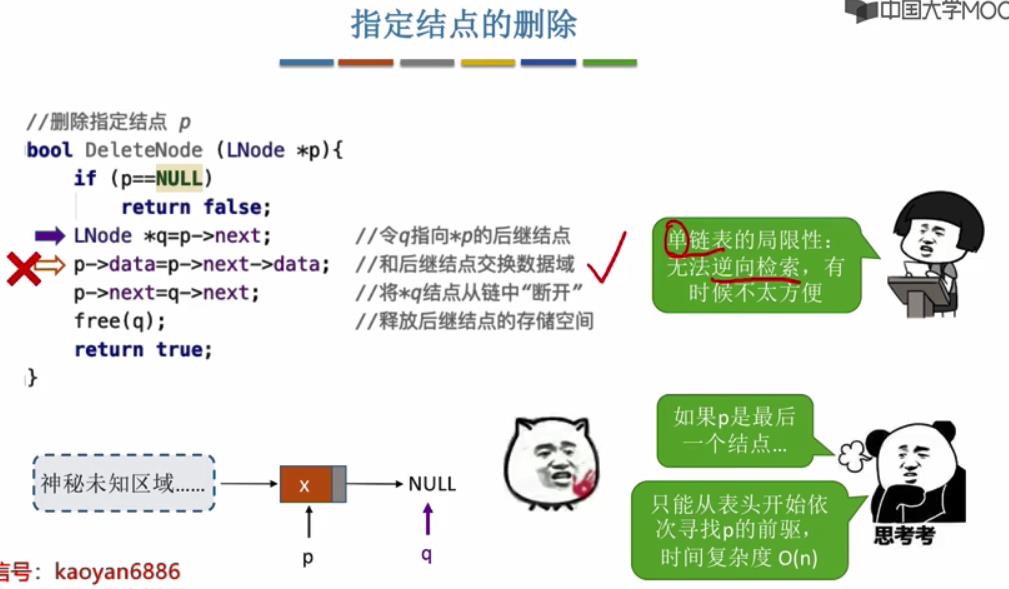 指定结点的删除
中国大学MOO
//删除指定结点 p
bool DeleteNode (LNode *p){
if (p==NULL)
return false;
LNode *q=p->next; //令q指向*p的后继结点
p->data=p->next->data; //和后继结点交换数据域
p->next=q->next; //将*q结点从链中“断开”
free(q); //释放后继结点的存储空间
return true;
}
单链表的局限性：
无法逆向检索，有
时候不太方便
如果p是最后
一个结点...
只能从表头开始依
次寻找p的前驱，
时间复杂度 O(n)
思考考
神秘未知区域......
x
NULL
p
q
信号：kaoyan6886